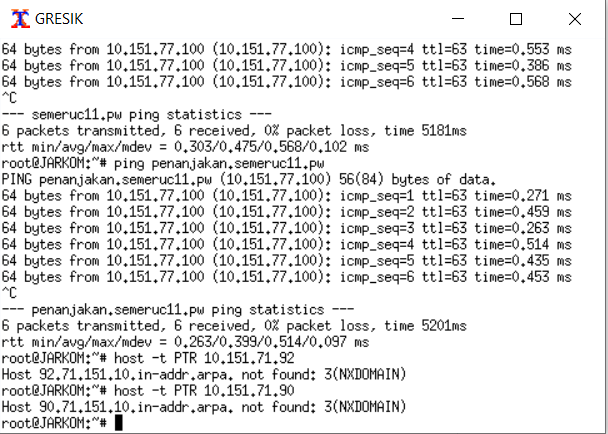 GRESIK
64 bytes from 10.151.77.100 (10.151.77.100): icmp_seq=4 ttl=63 time=0.553 ms
64 bytes from 10.151.77.100 (10.151.77.100): icmp_seq=5 ttl=63 time=0.386 ms
64 bytes from 10.151.77.100 (10.151.77.100): icmp_seq=6 ttl=63 time=0.568 ms
^C
--- semeruc11.pw ping statistics ---
6 packets transmitted, 6 received, 0% packet loss, time 5181ms
rtt min/avg/max/mdev = 0.303/0.475/0.568/0.102 ms
root@JARKOM:~# ping penanjakan.semeruc11.pw
PING penanjakan.semeruc11.pw (10.151.77.100) 56(84) bytes of data.
64 bytes from 10.151.77.100 (10.151.77.100): icmp_seq=1 ttl=63 time=0.271 ms
64 bytes from 10.151.77.100 (10.151.77.100): icmp_seq=2 ttl=63 time=0.459 ms
64 bytes from 10.151.77.100 (10.151.77.100): icmp_seq=3 ttl=63 time=0.263 ms
64 bytes from 10.151.77.100 (10.151.77.100): icmp_seq=4 ttl=63 time=0.514 ms
64 bytes from 10.151.77.100 (10.151.77.100): icmp_seq=5 ttl=63 time=0.435 ms
64 bytes from 10.151.77.100 (10.151.77.100): icmp_seq=6 ttl=63 time=0.453 ms
^C
--- penanjakan.semeruc11.pw ping statistics ---
6 packets transmitted, 6 received, 0% packet loss, time 5201ms
rtt min/avg/max/mdev = 0.263/0.399/0.514/0.097 ms
root@JARKOM:~# host -t PTR 10.151.71.92
Host 92.71.151.10.in-addr.arpa. not found: 3(NXDOMAIN)
root@JARKOM:~# host -t PTR 10.151.71.90
Host 90.71.151.10.in-addr.arpa. not found: 3(NXDOMAIN)
root@JARKOM:~#